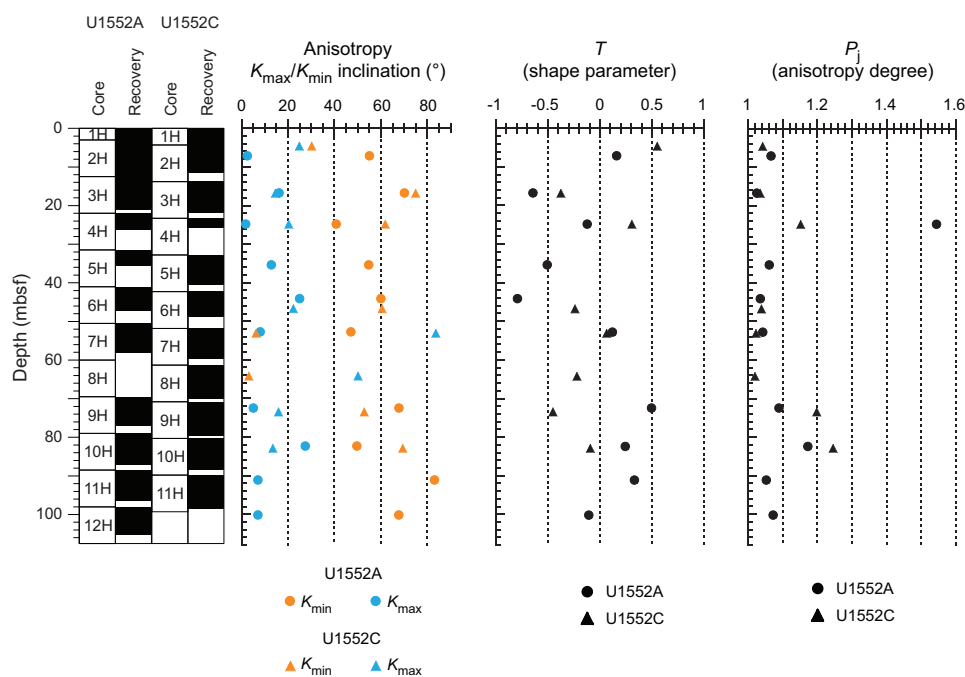 U1552A U1552C
Core Recovery Core Recovery
Anisotropy
Kmax/Kmin inclination (°)
T
(shape parameter)
Pj
(anisotropy degree)
0 20 40 60 80
-1 -0.5 0 0.5 1
1 1.2 1.4 1.6
Depth (mbsf)
0
20
40
60
80
100
1H
2H
3H
4H
5H
6H
7H
8H
9H
10H
11H
12H
1H
2H
3H
4H
5H
6H
7H
8H
9H
10H
11H
U1552A
Kmin Kmax
U1552C
Kmin Kmax
U1552A
U1552C
U1552A
U1552C